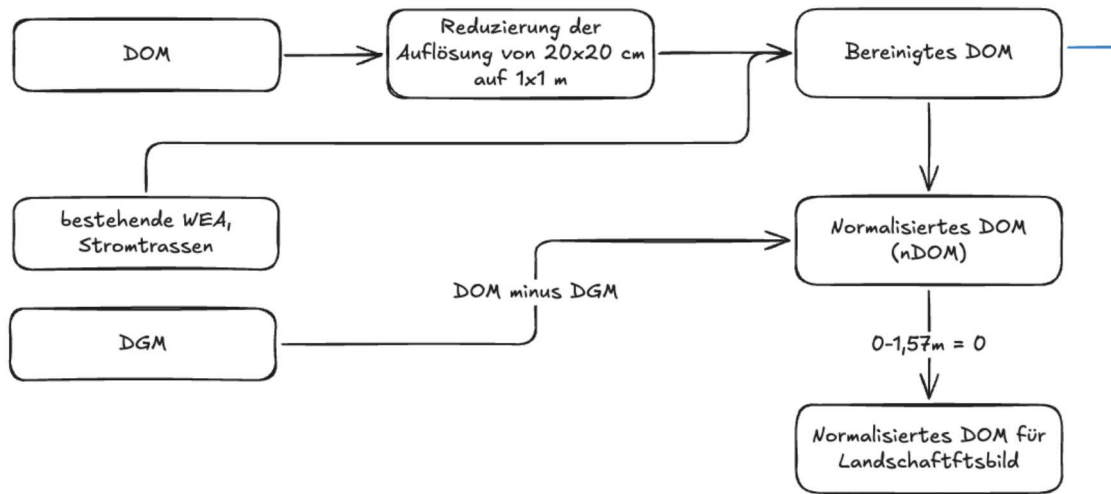 DOM
Reduzierung der
Auflösung von 20x20 cm
auf 1x1 m
Bereinigtes DOM
bestehende WEA,
Stromtrassen
Normalisiertes DOM
(nDOM)
DOM minus DGM
DGM
0-1,57m = 0
Normalisiertes DOM für
Landschaftftsbild